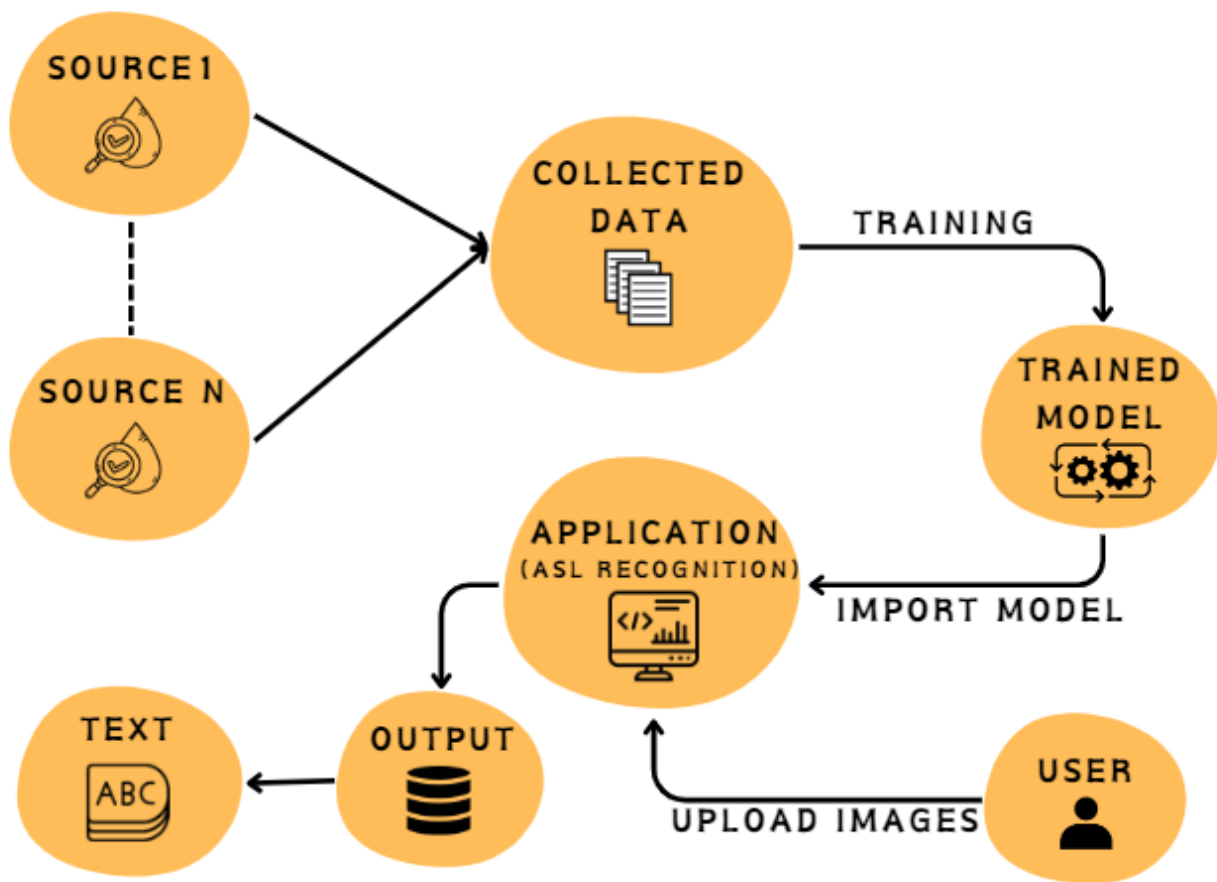 SOURCE1
COLLECTED
DATA
TRAINING
SOURCE N
TRAINED
MODEL
APPLICATION
(ASL RECOGNITION)
</>
IMPORT MODEL
TEXT
ABC
OUTPUT
USER
UPLOAD IMAGES